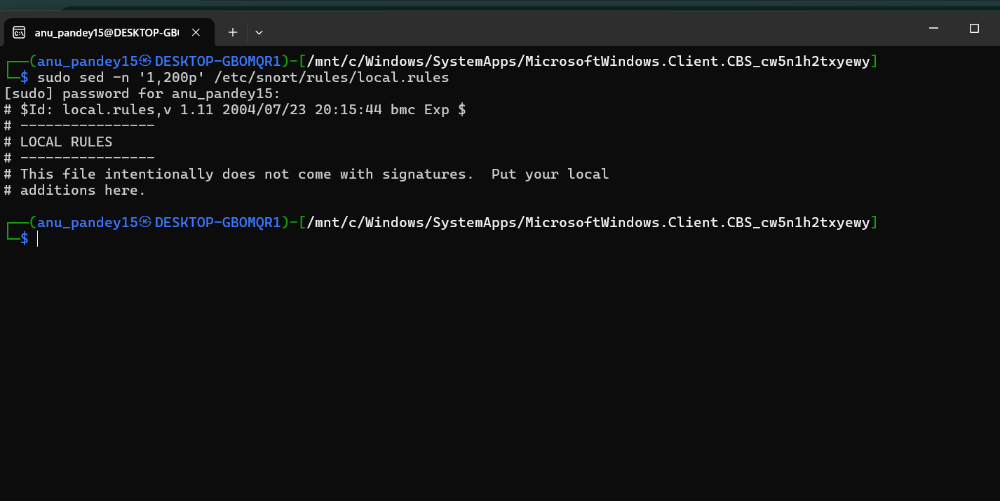 anu_pandey15@DESKTOP-GB
┌──(anu_pandey15㉿DESKTOP-GBOMQR1)-[/mnt/c/Windows/SystemApps/MicrosoftWindows.Client.CBS_cw5n1h2txyewy]
└─$ sudo sed -n '1,200p' /etc/snort/rules/local.rules
[sudo] password for anu_pandey15:
# $Id: local.rules,v 1.11 2004/07/23 20:15:44 bmc Exp $
# ----------------
# LOCAL RULES
# ----------------
# This file intentionally does not come with signatures.  Put your local
# additions here.
┌──(anu_pandey15㉿DESKTOP-GBOMQR1)-[/mnt/c/Windows/SystemApps/MicrosoftWindows.Client.CBS_cw5n1h2txyewy]
└─$